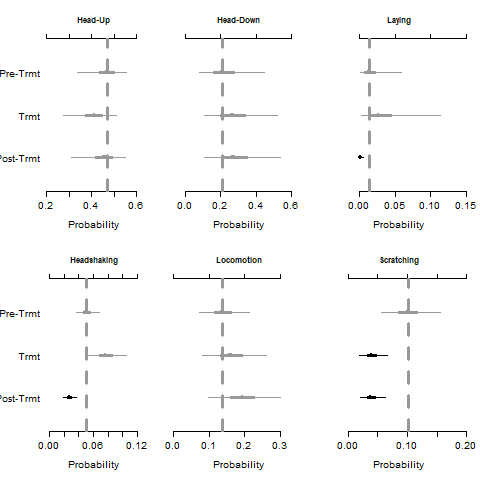 Head-Up Head-Down Laying
Pre-Trmt
Trmt
Post-Trmt
0.2 0.4 0.6 0.0 0.2 0.4 0.6 0.00 0.05 0.10 0.15
Probability Probability Probability
Headshaking Locomotion Scratching
Pre-Trmt
Trmt
Post-Trmt
0.00 0.06 0.12 0.0 0.1 0.2 0.3 0.00 0.10 0.20
Probability Probability Probability